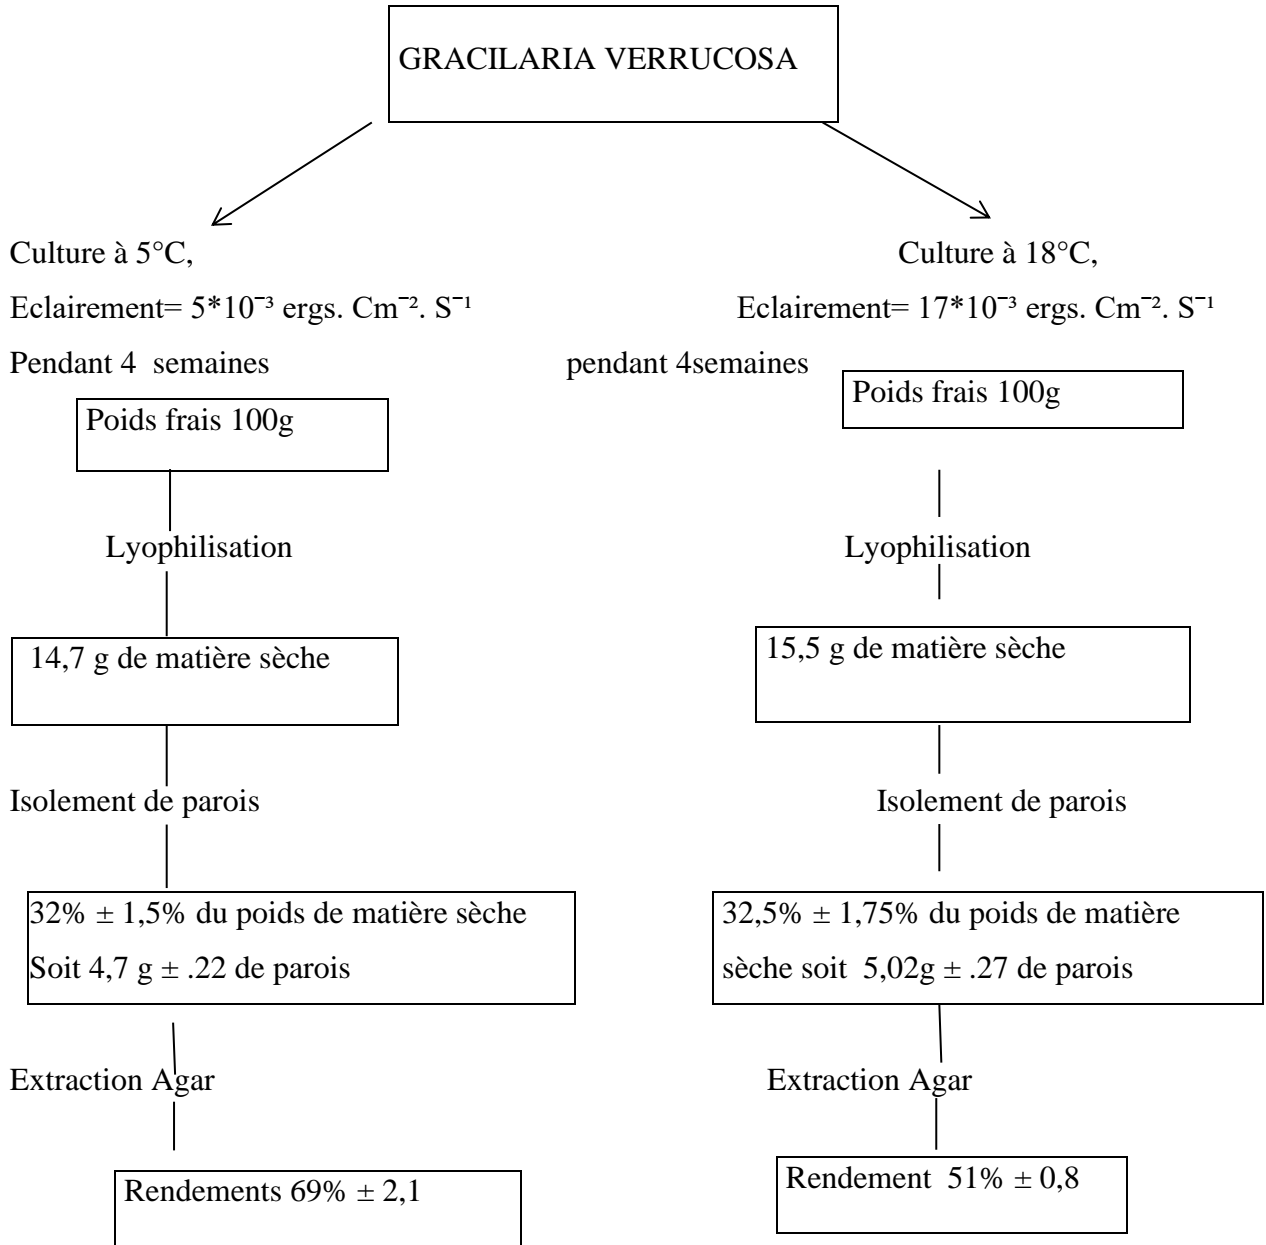 GRACILARIA VERRUCOSA
Culture à 5°C,
Eclairement= 5*10⁻³ ergs. Cm⁻². S⁻¹
Pendant 4 semaines
Poids frais 100g
Lyophilisation
14,7 g de matière sèche
Isolement de parois
32% ± 1,5% du poids de matière sèche
Soit 4,7 g ± .22 de parois
Extraction Agar
Rendements 69% ± 2,1
Culture à 18°C,
Eclairement= 17*10⁻³ ergs. Cm⁻². S⁻¹
pendant 4semaines
Poids frais 100g
Lyophilisation
15,5 g de matière sèche
Isolement de parois
32,5% ± 1,75% du poids de matière
sèche soit 5,02g ± .27 de parois
Extraction Agar
Rendement 51% ± 0,8